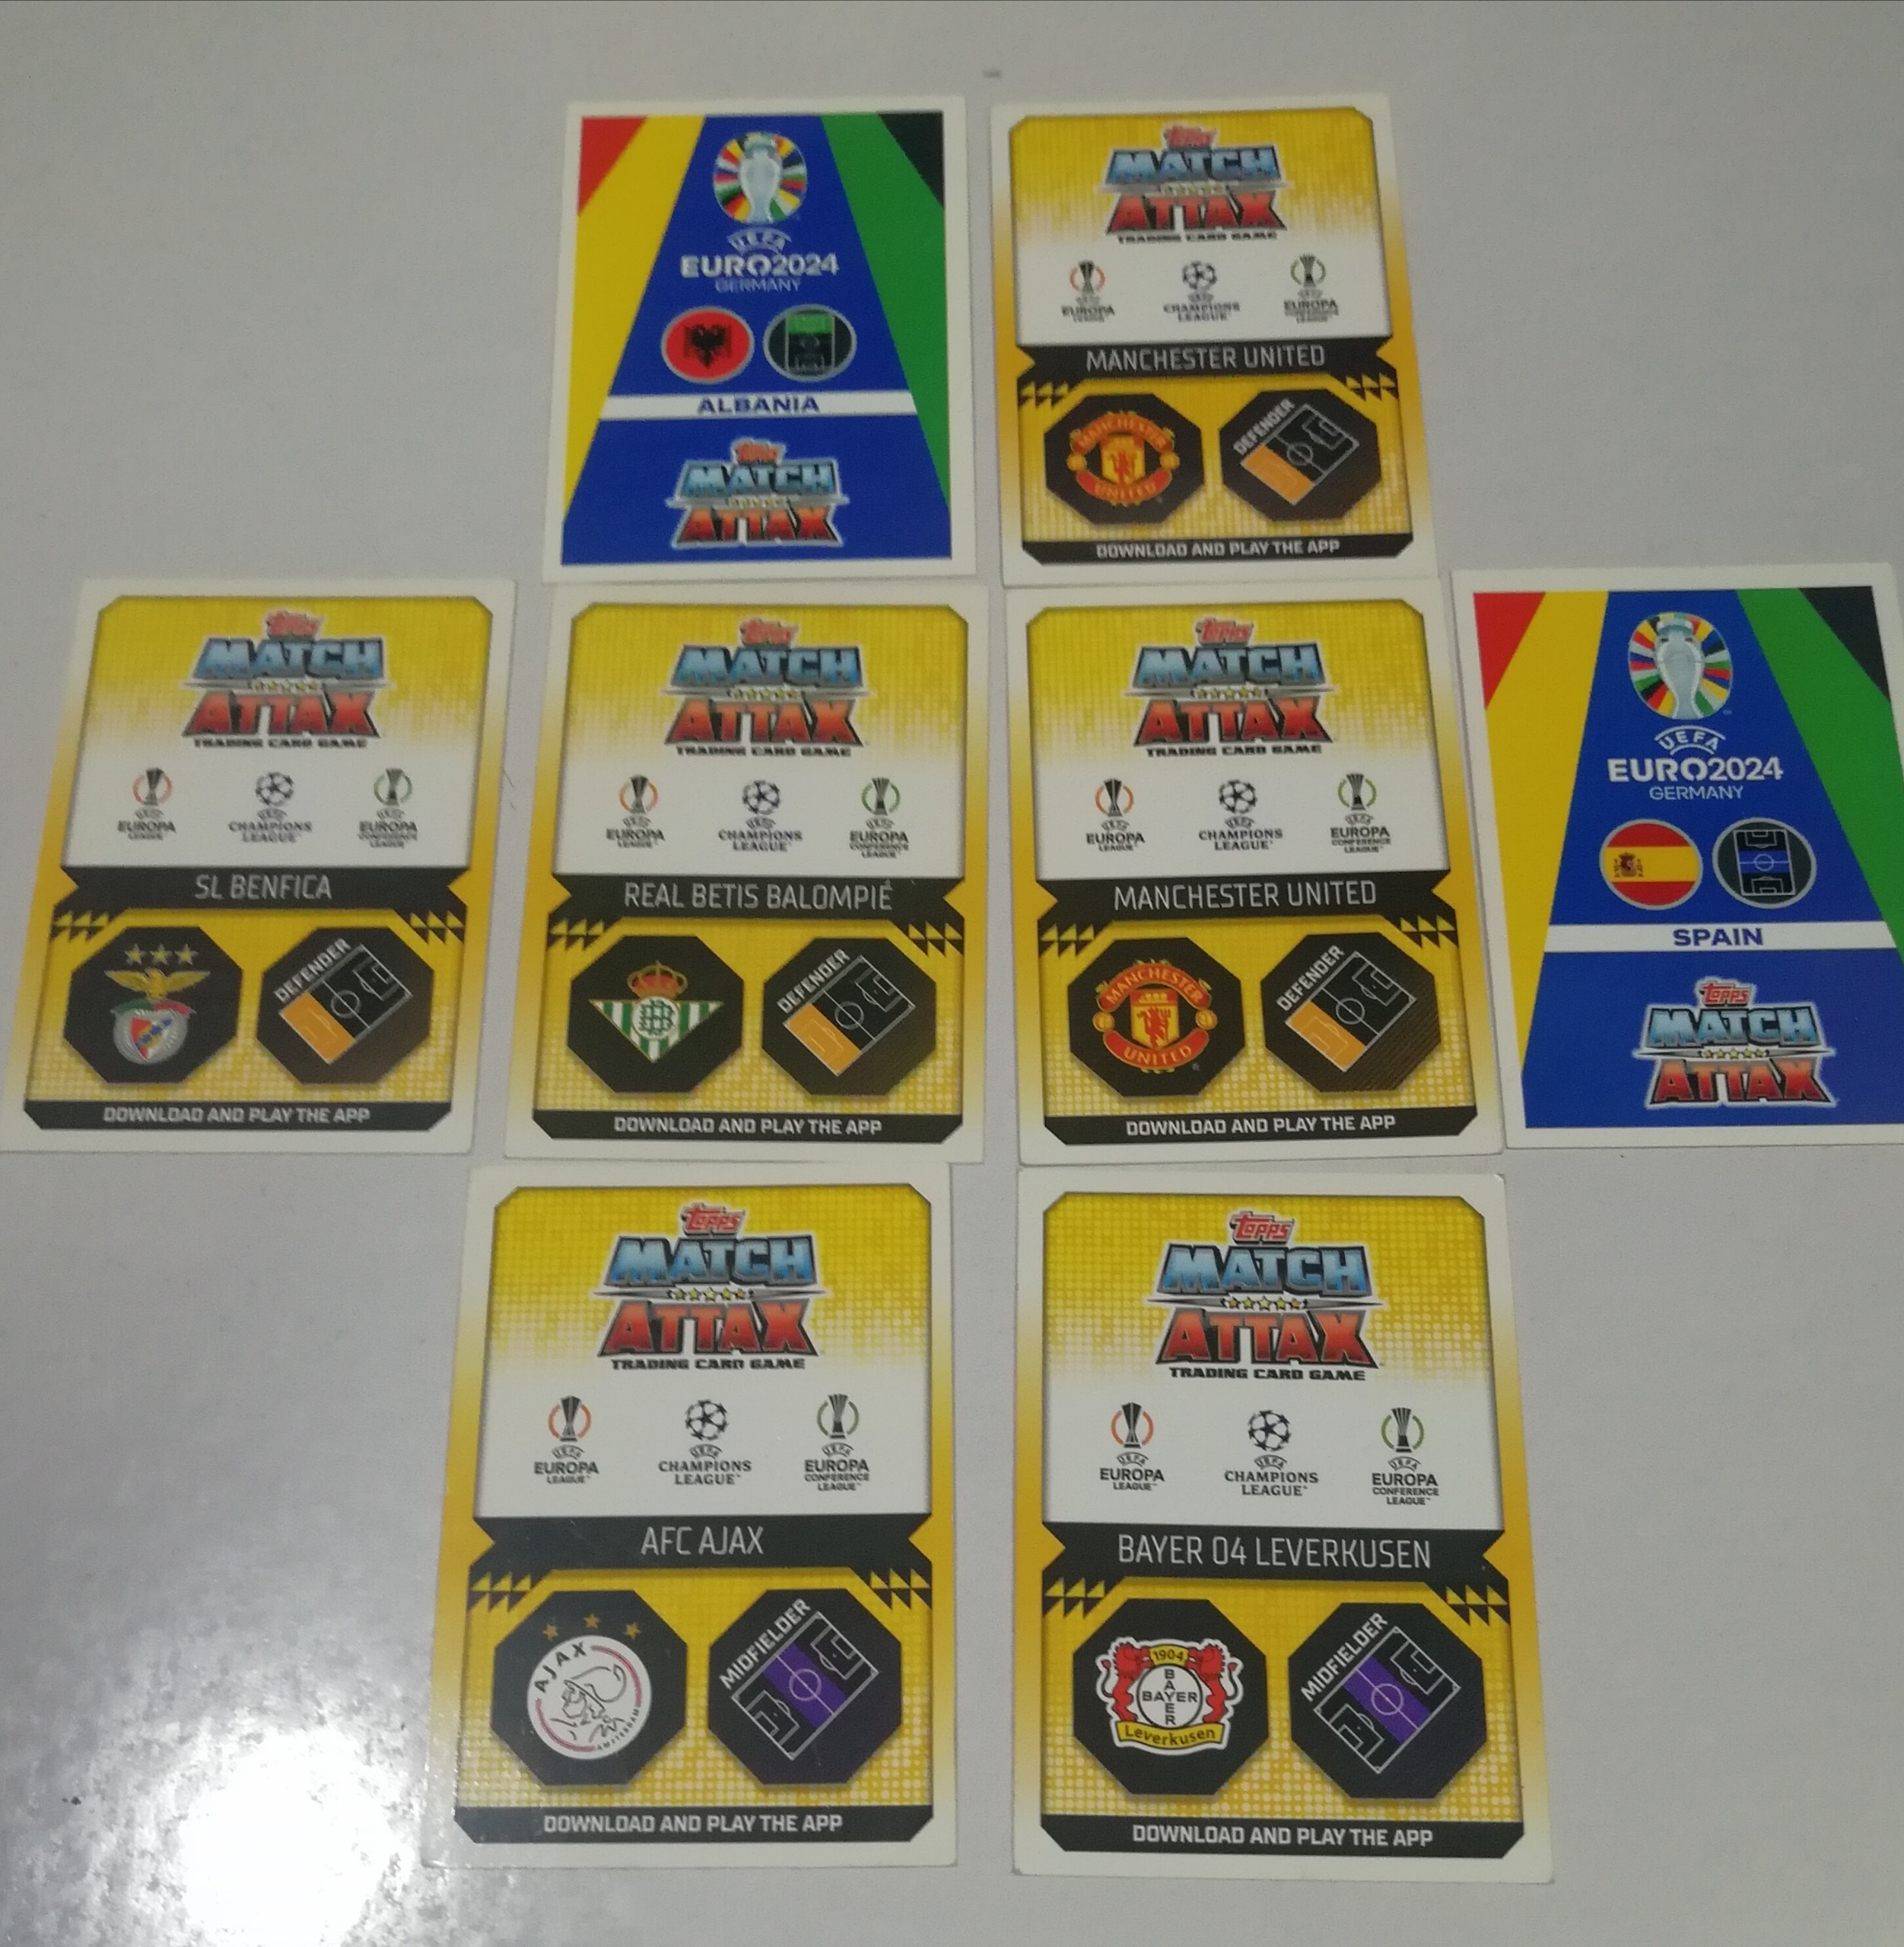 UEFA
EURO2024
GERMANY
ALBANIA
Topps
MATCH
ATTAX
Topps
MATCH
ATTAX
TRADING CARD GAME
UEFA
EUROPA
LEAGUE
UEFA
CHAMPIONS
LEAGUE
UEFA
EUROPA
CONFERENCE
LEAGUE
MANCHESTER UNITED
MANCHESTER
UNITED
DEFENDER
DOWNLOAD AND PLAY THE APP
Topps
MATCH
ATTAX
TRADING CARD GAME
UEFA
EUROPA
LEAGUE
UEFA
CHAMPIONS
LEAGUE
UEFA
EUROPA
CONFERENCE
LEAGUE
SL BENFICA
DEFENDER
DOWNLOAD AND PLAY THE APP
Topps
MATCH
ATTAX
TRADING CARD GAME
UEFA
EUROPA
LEAGUE
UEFA
CHAMPIONS
LEAGUE
UEFA
EUROPA
CONFERENCE
LEAGUE
REAL BETIS BALOMPIÉ
DEFENDER
DOWNLOAD AND PLAY THE APP
Topps
MATCH
ATTAX
TRADING CARD GAME
UEFA
EUROPA
LEAGUE
UEFA
CHAMPIONS
LEAGUE
UEFA
EUROPA
CONFERENCE
LEAGUE
MANCHESTER UNITED
MANCHESTER
UNITED
DEFENDER
DOWNLOAD AND PLAY THE APP
UEFA
EURO2024
GERMANY
SPAIN
Topps
MATCH
ATTAX
Topps
MATCH
ATTAX
TRADING CARD GAME
UEFA
EUROPA
LEAGUE™
UEFA
CHAMPIONS
LEAGUE™
UEFA
EUROPA
CONFERENCE
LEAGUE™
AFC AJAX
AJAX
AMSTERDAM
MIDFIELDER
DOWNLOAD AND PLAY THE APP
Topps
MATCH
ATTAX
TRADING CARD GAME
UEFA
EUROPA
LEAGUE™
UEFA
CHAMPIONS
LEAGUE™
UEFA
EUROPA
CONFERENCE
LEAGUE™
BAYER 04 LEVERKUSEN
1904
BAYER
BAYER
Leverkusen
MIDFIELDER
DOWNLOAD AND PLAY THE APP